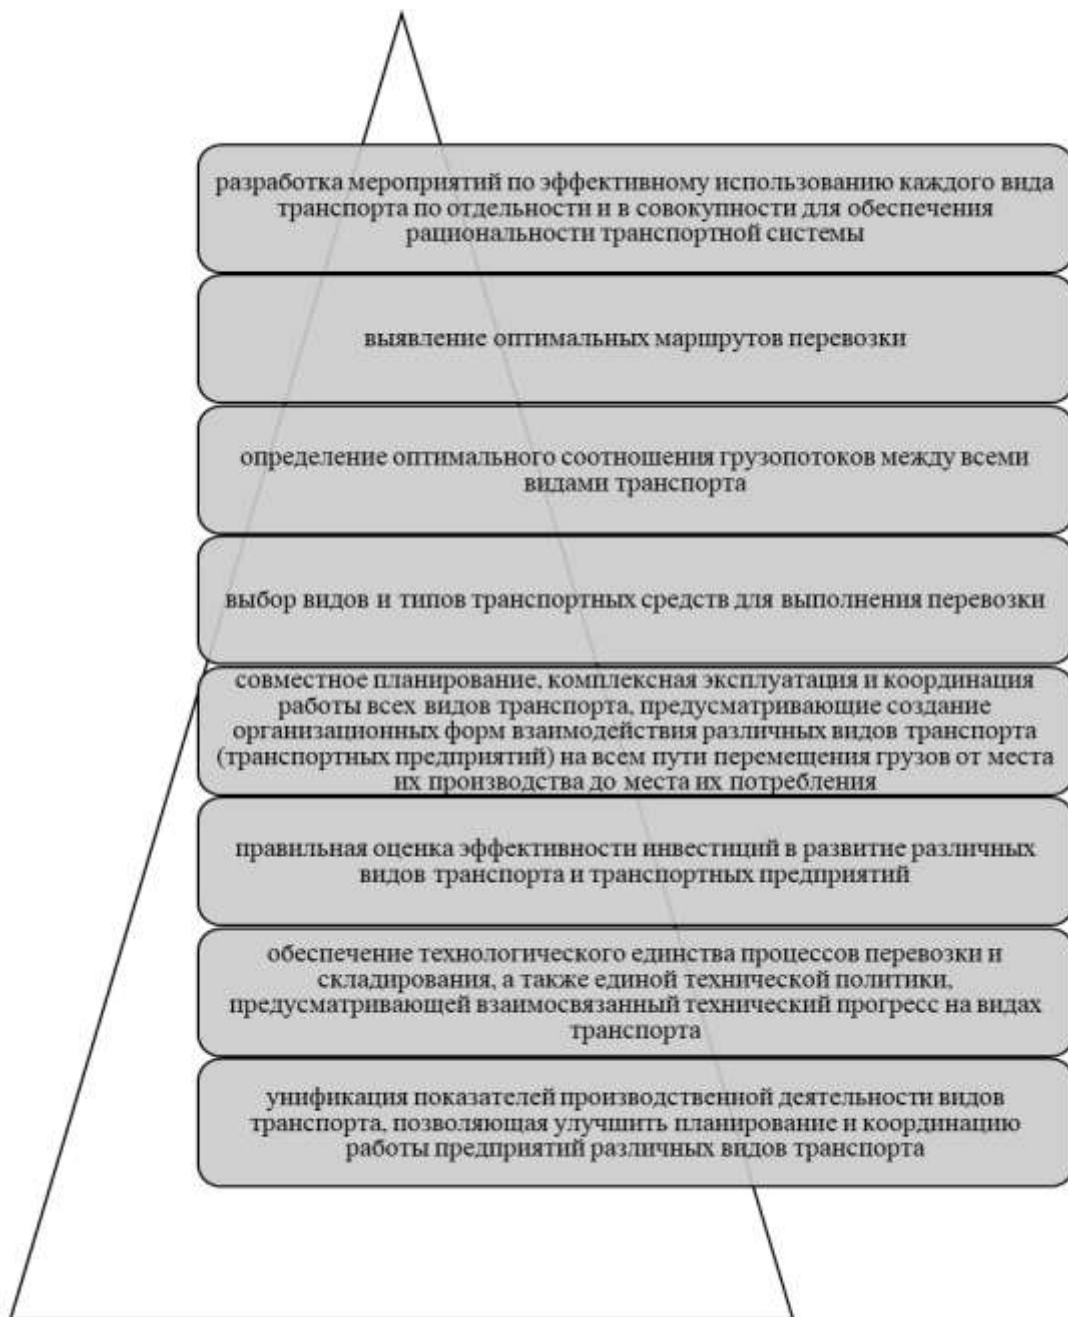 разработка мероприятий по эффективному использованию каждого вида
транспорта по отдельности и в совокупности для обеспечения
рациональности транспортной системы
выявление оптимальных маршрутов перевозки
определение оптимального соотношения грузопотоков между всеми
видами транспорта
выбор видов и типов транспортных средств для выполнения перевозки
совместное планирование, комплексная эксплуатация и координация
работы всех видов транспорта, предусматривающие создание
организационных форм взаимодействия различных видов транспорта
(транспортных предприятий) на всем пути перемещения грузов от места
их производства до места их потребления
правильная оценка эффективности инвестиций в развитие различных
видов транспорта и транспортных предприятий
обеспечение технологического единства процессов перевозки и
складирования, а также единой технической политики,
предусматривающей взаимосвязанный технический прогресс на видах
транспорта
унификация показателей производственной деятельности видов
транспорта, позволяющая улучшить планирование и координацию
работы предприятий различных видов транспорта